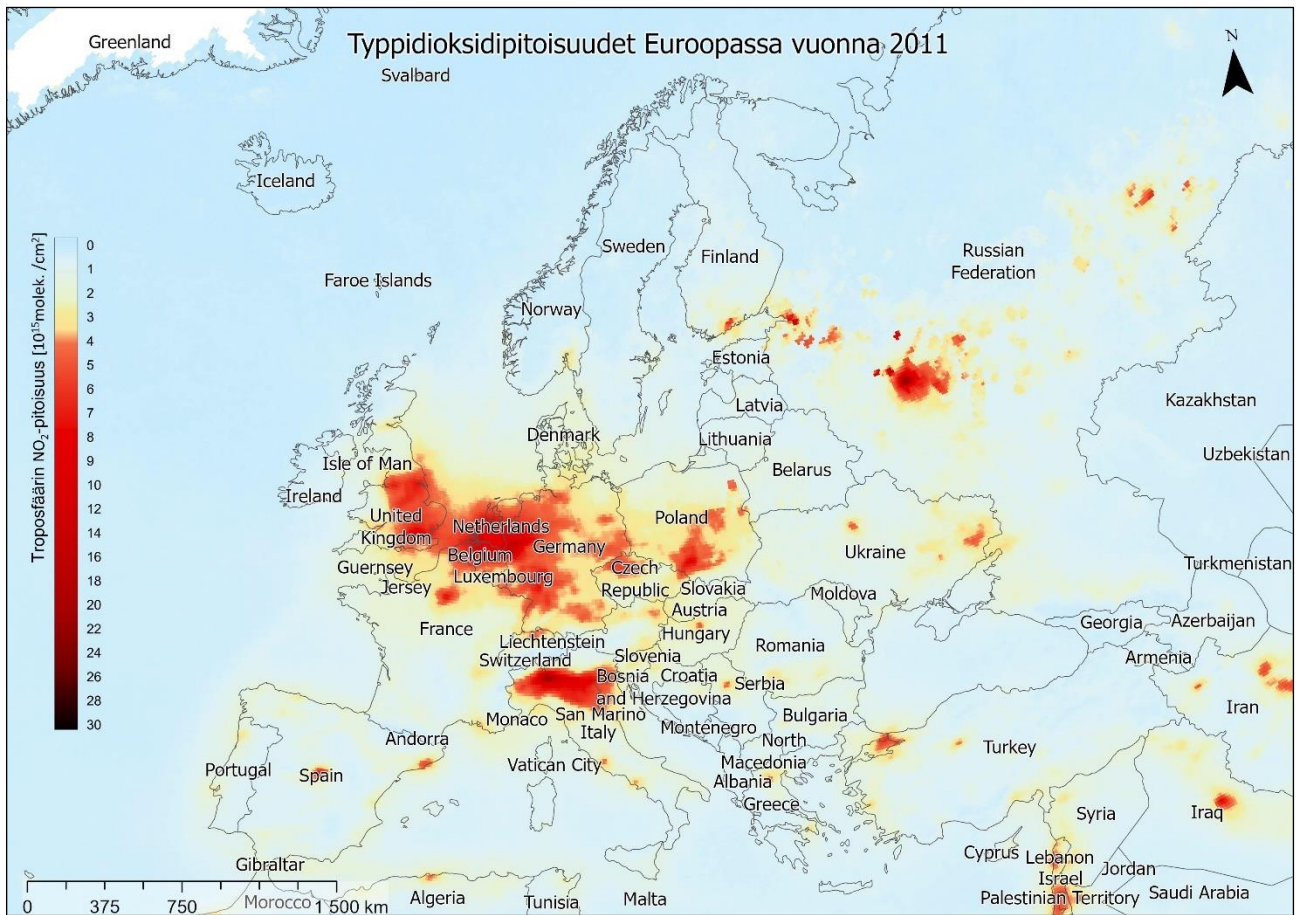 Typpidioksidipitoisuudet Euroopassa vuonna 2011
N
Greenland
Svalbard
Iceland
Faroe Islands
Sweden
Finland
Russian
Federation
Norway
Estonia
Latvia
Lithuania
Belarus
Denmark
Kazakhstan
Uzbekistan
Turkmenistan
Isle of Man
Ireland
United
Kingdom
Guernsey
Jersey
Netherlands
Belgium
Luxembourg
Germany
Poland
Czech
Republic
Slovakia
Austria
Hungary
Ukraine
Moldova
Romania
France
Liechtenstein
Switzerland
Slovenia
Bosnia
and Herzegovina
Croatia
Serbia
Georgia
Azerbaijan
Armenia
Iran
Monaco
San Marino
Italy
Montenegro
Bulgaria
North
Macedonia
Albania
Greece
Turkey
Andorra
Vatican City
Portugal
Spain
Gibraltar
Morocco
Algeria
Tunisia
Malta
Cyprus
Lebanon
Israel
Palestinian Territory
Syria
Jordan
Iraq
Saudi Arabia
Troposfäärin NO₂-pitoisuus [10¹⁵molek./cm²]
0
1
2
3
4
5
6
7
8
9
10
12
14
16
18
20
22
24
26
28
30
0 375 750 1 500 km